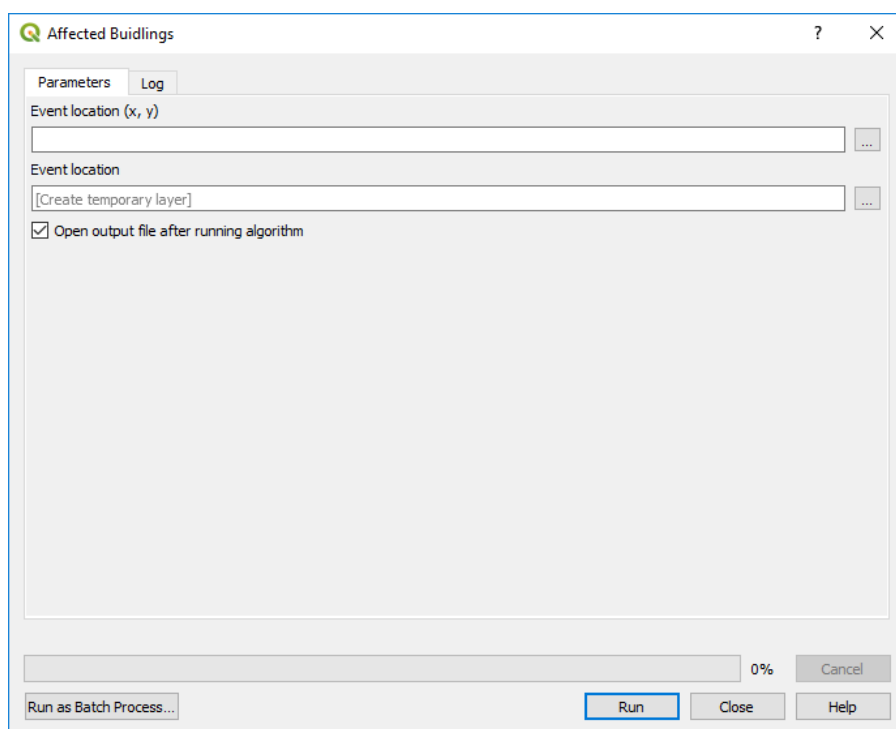 Affected Buidlings ?
Parameters Log
Event location (x, y)
...
Event location
[Create temporary layer] ...
Open output file after running algorithm
0% Cancel
Run as Batch Process... Run Close Help